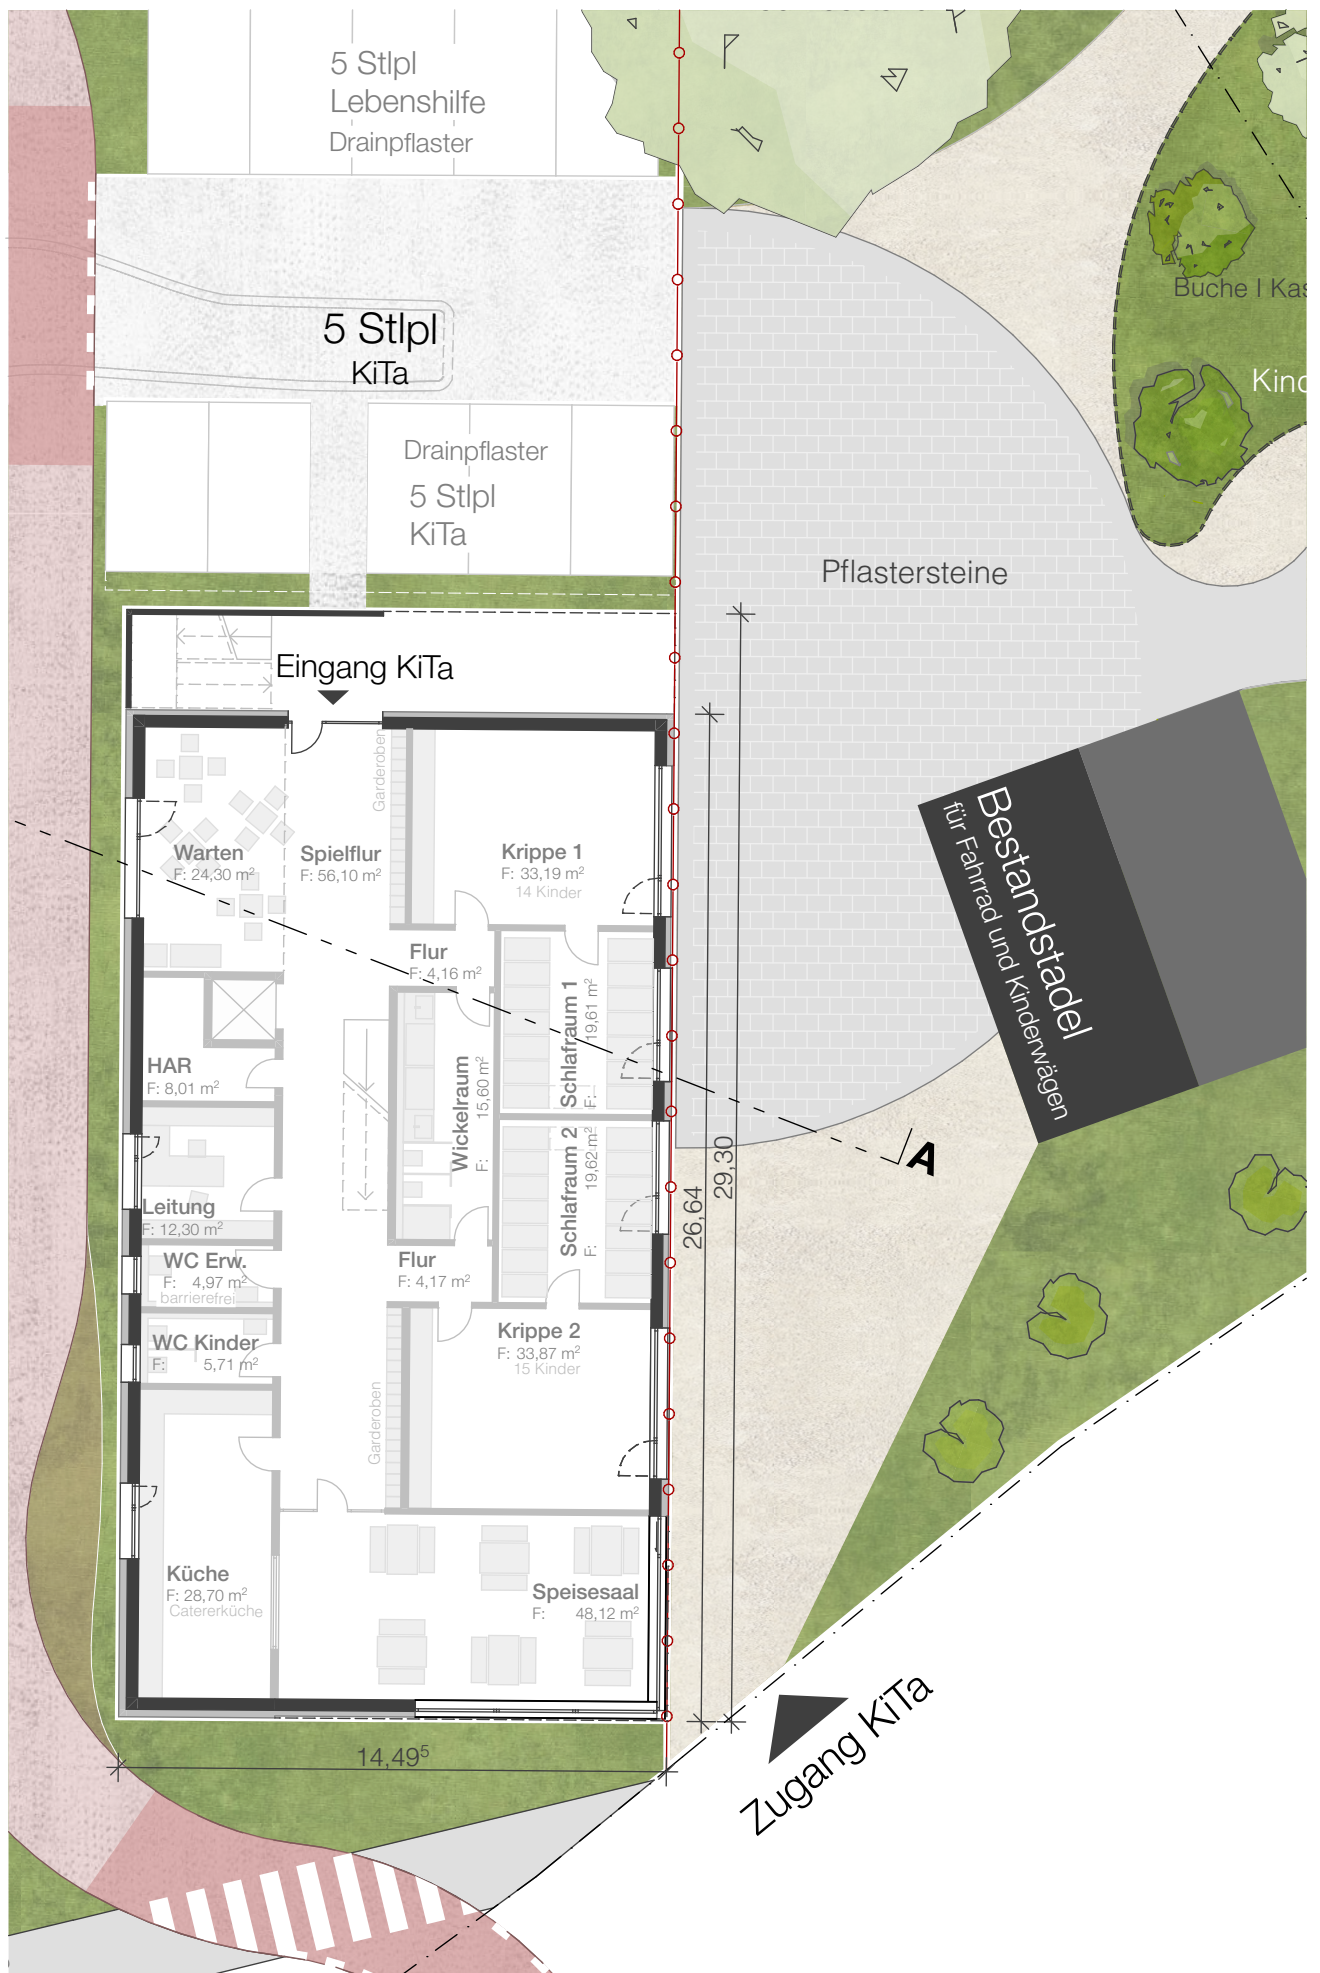 5 Stlpl
Lebenshilfe
Drainpflaster
Buche I Kas
5 Stlpl
KiTa
Kind
Drainpflaster
5 Stlpl
KiTa
Pflastersteine
Eingang KiTa
Garderoben
Warten
F: 24,30 m²
Spielflur
F: 56,10 m²
Krippe 1
F: 33,19 m²
14 Kinder
Bestandstadel
für Fahrrad und Kinderwägen
Flur
F: 4,16 m²
Schlafraum 1
F: 19,61 m²
HAR
F: 8,01 m²
Wickelraum
F: 15,60 m²
Schlafraum 2
F: 19,62 m²
A
29,30
26,64
Leitung
F: 12,30 m²
WC Erw.
F: 4,97 m²
barrierefrei
Flur
F: 4,17 m²
WC Kinder
F: 5,71 m²
Krippe 2
F: 33,87 m²
15 Kinder
Garderoben
Küche
F: 28,70 m²
Catererküche
Speisesaal
F: 48,12 m²
Zugang KiTa
14,49⁵